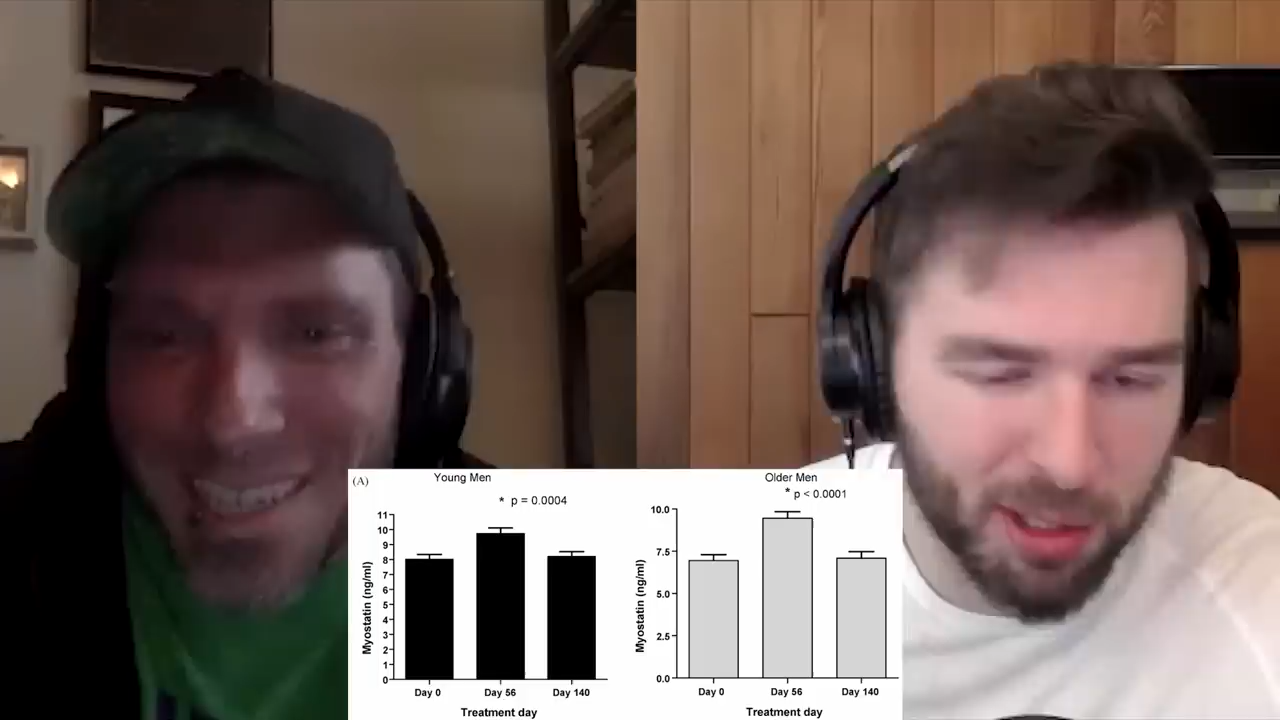 (A)
Young Men
* p = 0.0004
11
10
9
8
7
6
5
4
3
2
1
0
Myostatin (ng/ml)
Day 0
Day 56
Day 140
Treatment day
Older Men
* p < 0.0001
10.0
7.5
5.0
2.5
0.0
Myostatin (ng/ml)
Day 0
Day 56
Day 140
Treatment day